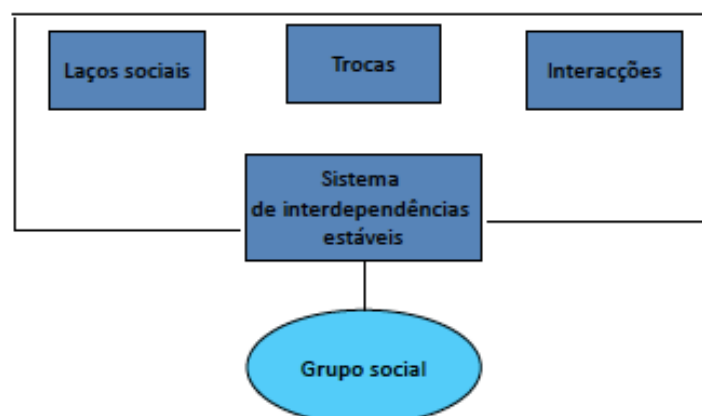 Laços sociais
Trocas
Interacções
Sistema
de interdependências
estáveis
Grupo social